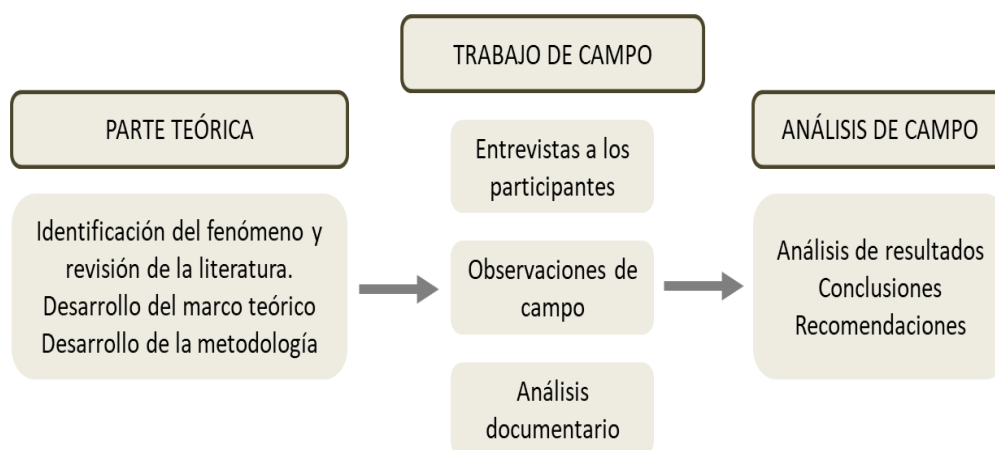 PARTE TEÓRICA
Identificación del fenómeno y
revisión de la literatura.
Desarrollo del marco teórico
Desarrollo de la metodología
TRABAJO DE CAMPO
Entrevistas a los
participantes
Observaciones de
campo
Análisis
documentario
ANÁLISIS DE CAMPO
Análisis de resultados
Conclusiones
Recomendaciones